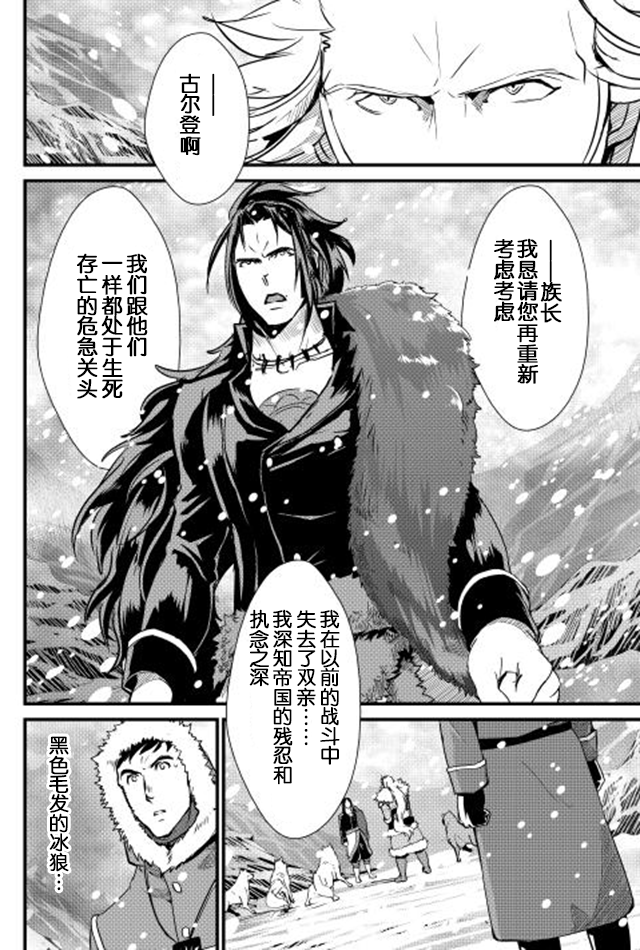 ——
古尔登啊
——族长
我恳请您再重新
考虑考虑
我们跟他们
一样都处于生死
存亡的危急关头
我在以前的战斗中
失去了双亲……
我深知帝国的残忍和
执念之深
黑色毛发的冰狼…